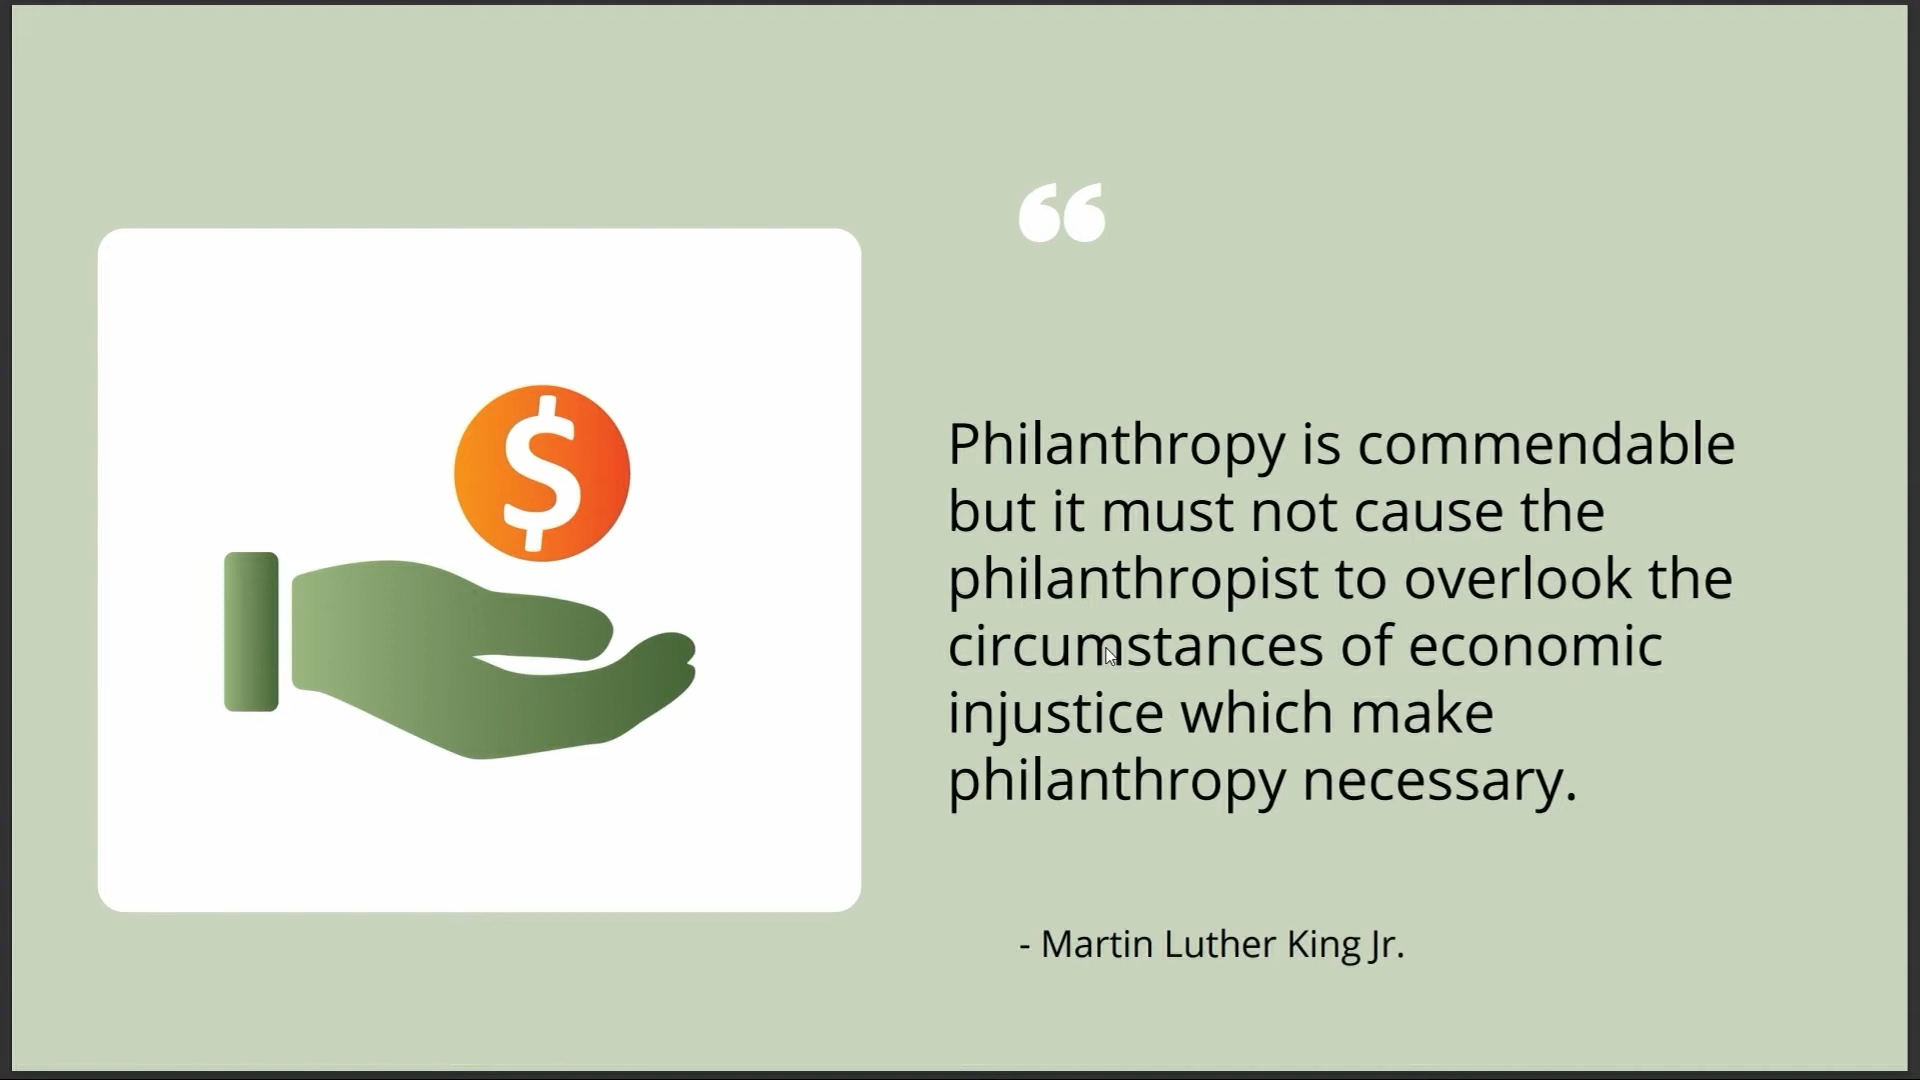 $
“
Philanthropy is commendable
but it must not cause the
philanthropist to overlook the
circumstances of economic
injustice which make
philanthropy necessary.
- Martin Luther King Jr.